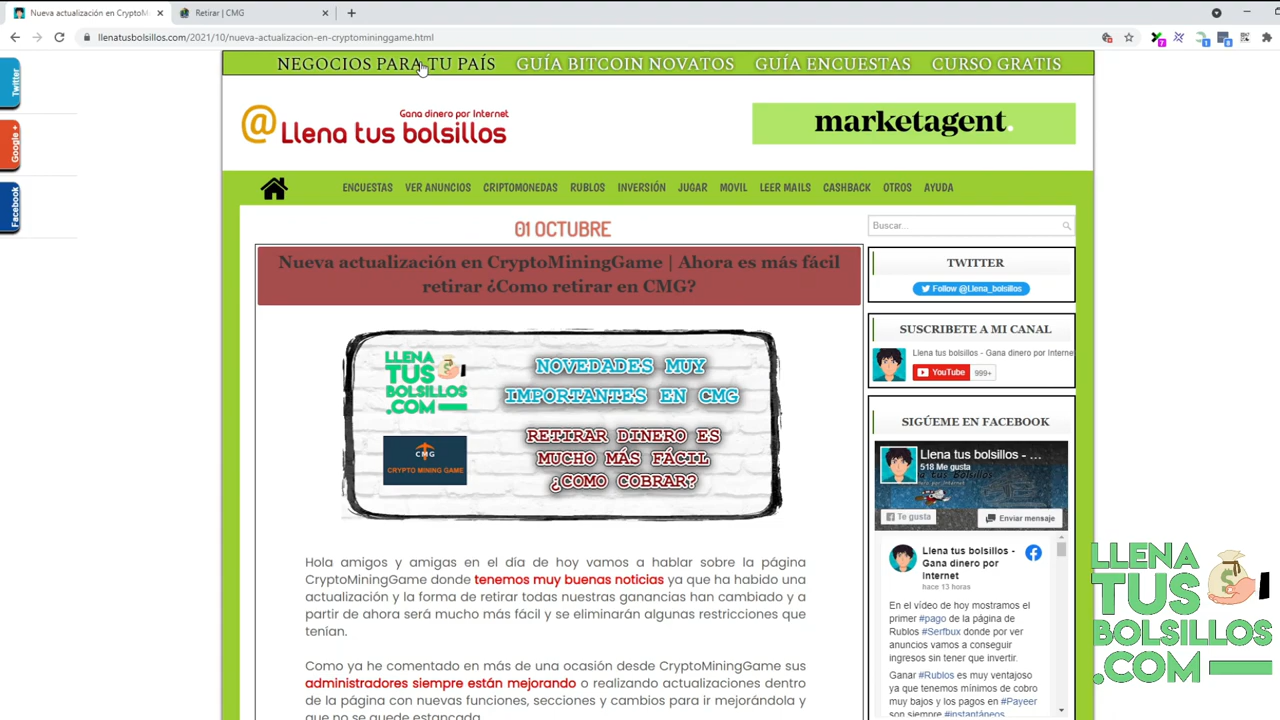 Nueva actualización en CryptoM
Retirar | CMG
llenatusbolsillos.com/2021/10/nueva-actualizacion-en-cryptomininggame.html
NEGOCIOS PARA TU PAÍS GUÍA BITCOIN NOVATOS GUÍA ENCUESTAS CURSO GRATIS
Twitter
Google +
Facebook
Gana dinero por Internet
@Llena tus bolsillos
marketagent.
ENCUESTAS VER ANUNCIOS CRIPTOMONEDAS RUBLOS INVERSIÓN JUGAR MOVIL LEER MAILS CASHBACK OTROS AYUDA
01 OCTUBRE
Nueva actualización en CryptoMiningGame | Ahora es más fácil
retirar ¿Como retirar en CMG?
LLENA
TUS
BOLSILLOS
.COM
CMG
CRYPTO MINING GAME
NOVEDADES MUY
IMPORTANTES EN CMG
RETIRAR DINERO ES
MUCHO MÁS FÁCIL
¿COMO COBRAR?
Hola amigos y amigas en el día de hoy vamos a hablar sobre la página
CryptoMiningGame donde tenemos muy buenas noticias ya que ha habido una
actualización y la forma de retirar todas nuestras ganancias han cambiado y a
partir de ahora será mucho más fácil y se eliminarán algunas restricciones que
tenían.
Como ya he comentado en más de una ocasión desde CryptoMiningGame sus
administradores siempre están mejorando o realizando actualizaciones dentro
de la página con nuevas funciones, secciones y cambios para ir mejorándola y
que no se quede estancada.
Buscar...
TWITTER
Follow @Llena_bolsillos
SUSCRIBETE A MI CANAL
Llena tus bolsillos - Gana dinero por Interne
YouTube 999+
SIGÚEME EN FACEBOOK
Llena tus bolsillos - ...
518 Me gusta
Te gusta
Enviar mensaje
Llena tus bolsillos -
Gana dinero por
Internet
hace 13 horas
En el vídeo de hoy mostramos el
primer #pago de la página de
Rublos #Serfbux donde por ver
anuncios vamos a conseguir
ingresos sin tener que invertir.
Ganar #Rublos es muy ventajoso
ya que tenemos mínimos de cobro
muy bajos y los pagos en #Payeer
son siempre #instantáneos
LLENA
TUS
BOLSILLOS
.COM